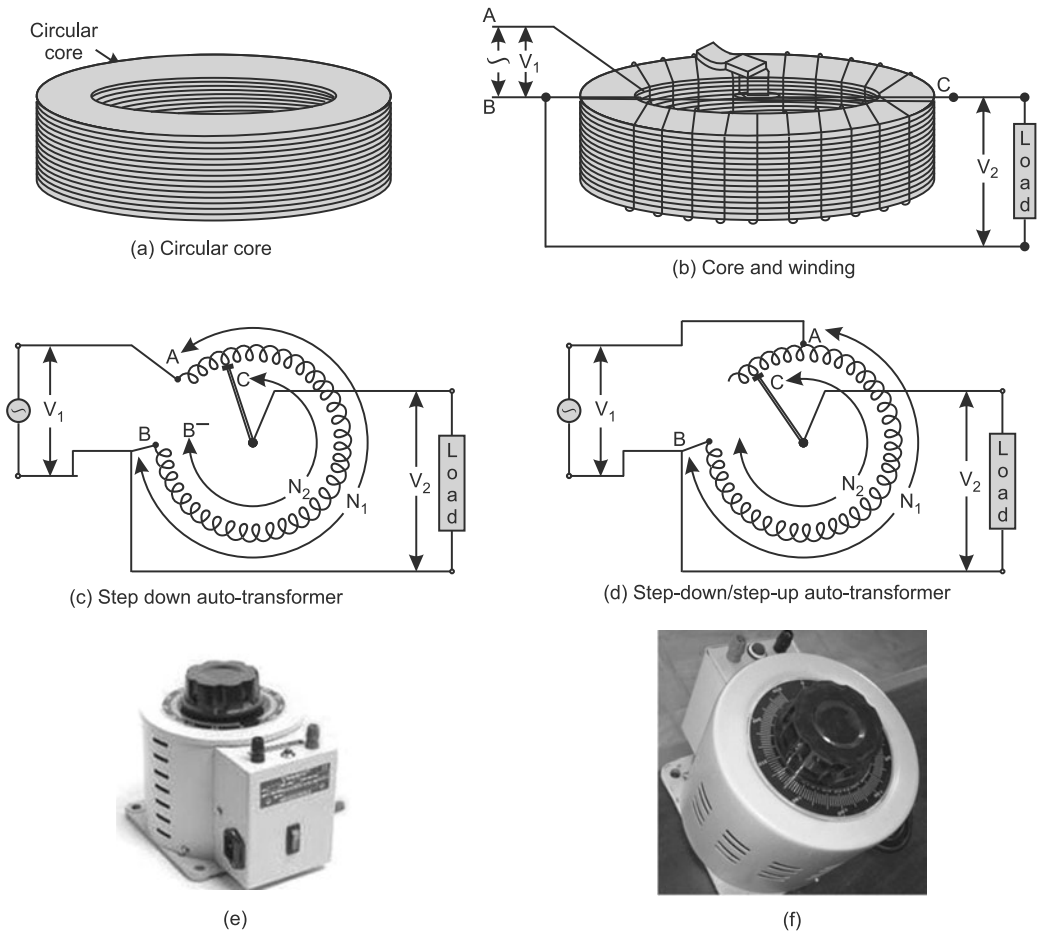 Circular
core
(a) Circular core
A
V1
B
C
V2
Load
(b) Core and winding
V1
A
C
B
B–
N2
N1
V2
Load
(c) Step down auto-transformer
V1
A
C
B
N2
N1
V2
Load
(d) Step-down/step-up auto-transformer
(e)
(f)